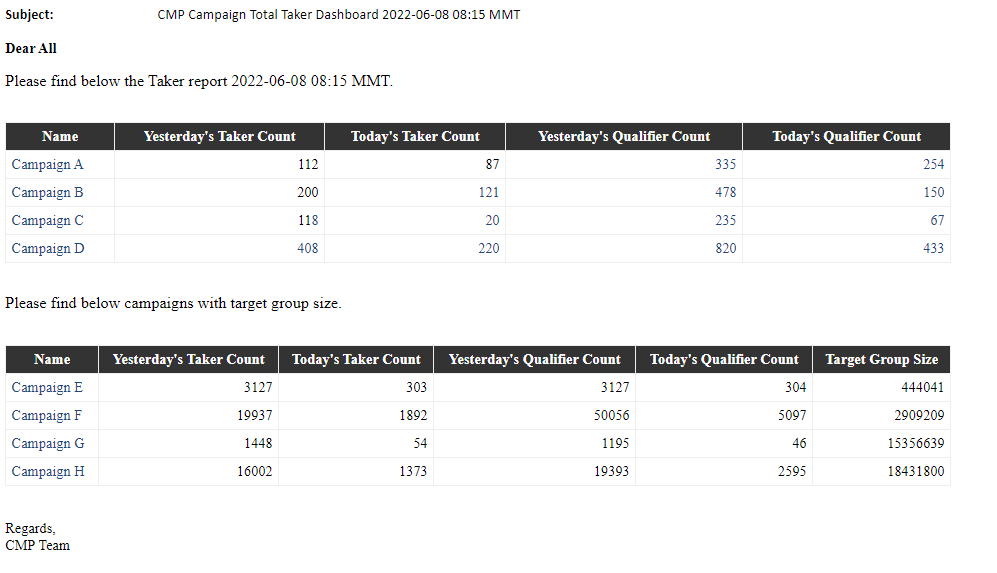 Subject: CMP Campaign Total Taker Dashboard 2022-06-08 08:15 MMT
Dear All
Please find below the Taker report 2022-06-08 08:15 MMT.
Name Yesterday's Taker Count Today's Taker Count Yesterday's Qualifier Count Today's Qualifier Count
Campaign A 112 87 335 254
Campaign B 200 121 478 150
Campaign C 118 20 235 67
Campaign D 408 220 820 433
Please find below campaigns with target group size.
Name Yesterday's Taker Count Today's Taker Count Yesterday's Qualifier Count Today's Qualifier Count Target Group Size
Campaign E 3127 303 3127 304 444041
Campaign F 19937 1892 50056 5097 2909209
Campaign G 1448 54 1195 46 15356639
Campaign H 16002 1373 19393 2595 18431800
Regards,
CMP Team